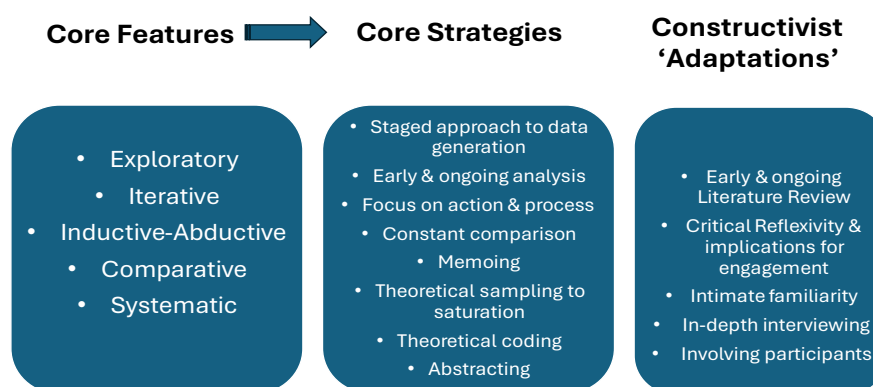 Core Features
Core Strategies
Constructivist
‘Adaptations’
• Exploratory
• Iterative
• Inductive-Abductive
• Comparative
• Systematic
• Staged approach to data
generation
• Early & ongoing analysis
• Focus on action & process
• Constant comparison
• Memoing
• Theoretical sampling to
saturation
• Theoretical coding
• Abstracting
• Early & ongoing
Literature Review
• Critical Reflexivity &
implications for
engagement
• Intimate familiarity
• In-depth interviewing
• Involving participants